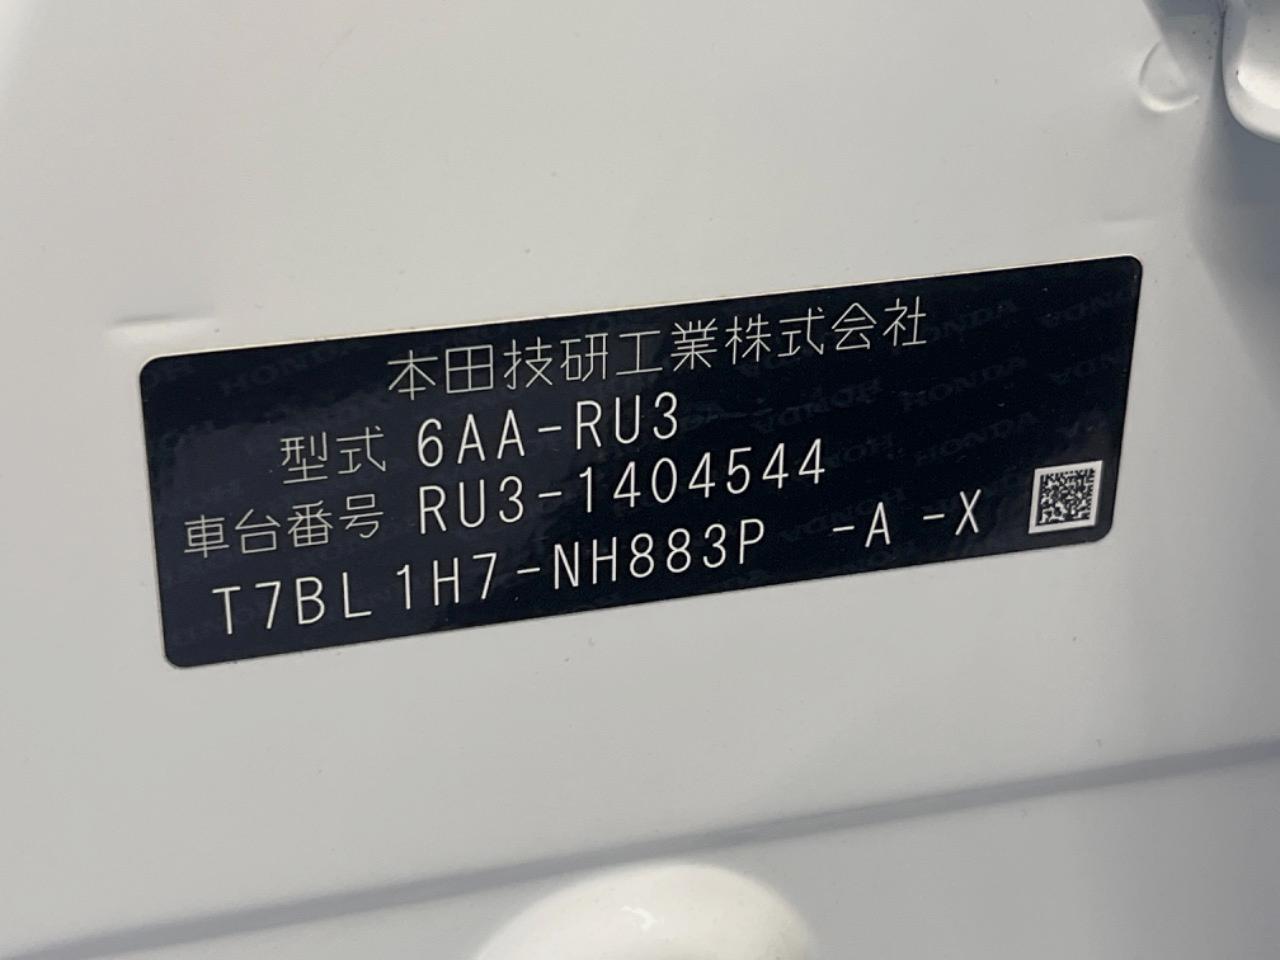 本田技研工業株式会社
型式 6AA-RU3
車台番号 RU3-1404544
T7BL1H7-NH883P -A -X